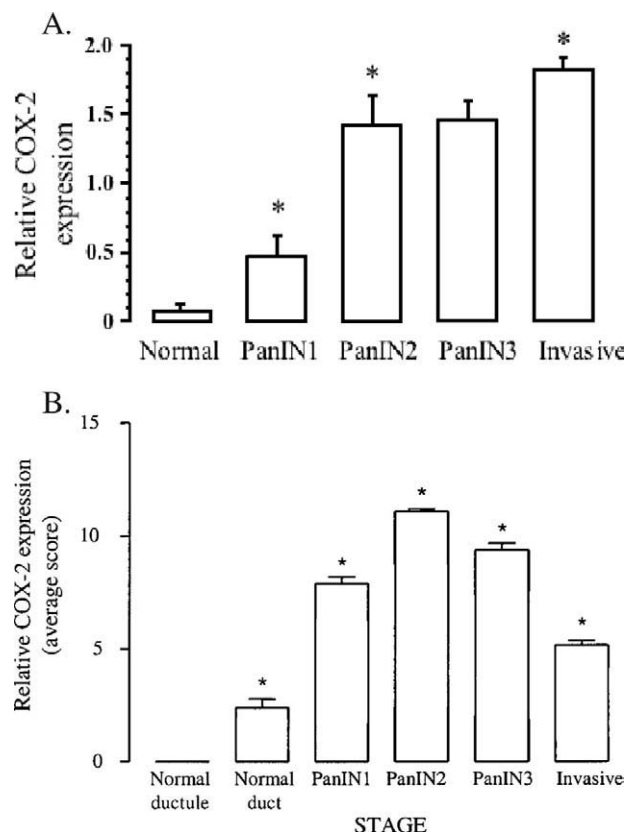 A.
Relative COX-2
expression
2.0
1.5
1.0
0.5
0
*
*
*
Normal PanIN1 PanIN2 PanIN3 Invasive
B.
Relative COX-2 expression
(average score)
15
10
5
0
*
*
*
*
*
Normal ductule
Normal duct
PanIN1
PanIN2
PanIN3
Invasive
STAGE